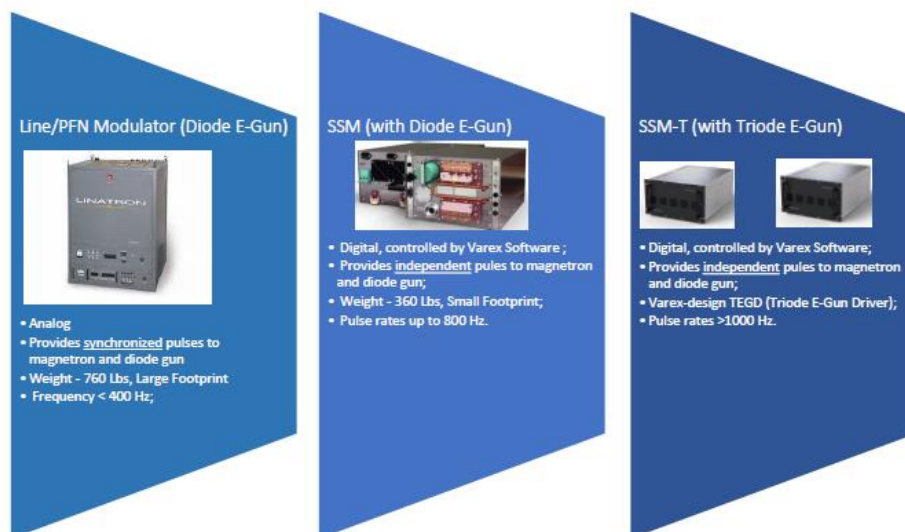 Line/PFN Modulator (Diode E-Gun)
LINATRON
• Analog
• Provides synchronized pulses to
magnetron and diode gun
• Weight - 760 Lbs, Large Footprint
• Frequency < 400 Hz;
SSM (with Diode E-Gun)
• Digital, controlled by Varex Software ;
• Provides independent pules to magnetron
and diode gun;
• Weight - 360 Lbs, Small Footprint;
• Pulse rates up to 800 Hz.
SSM-T (with Triode E-Gun)
• Digital, controlled by Varex Software;
• Provides independent pules to magnetron
and diode gun;
• Varex-design TEGD (Triode E-Gun Driver);
• Pulse rates >1000 Hz.